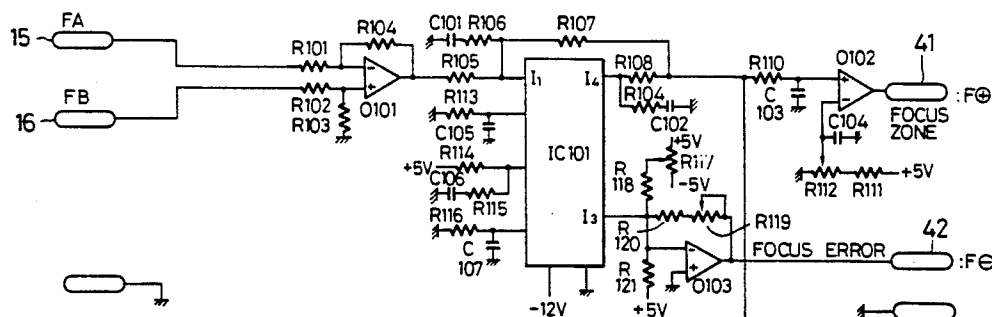 15 FA
R101
R104
C101 R106
R105
R107
O101
R102
R103
16 FB
R113
C105
R114
+5V
C106
R115
R116
C
107
I1
I4
IC101
I3
-12V
R108
R104
C102
+5V
R117
-5V
R
118
R
120
R119
R
121
+5V
O103
R110
C
103
O102
41
:F⊕
FOCUS
ZONE
C104
R112 R111
+5V
FOCUS ERROR
42
:F⊖